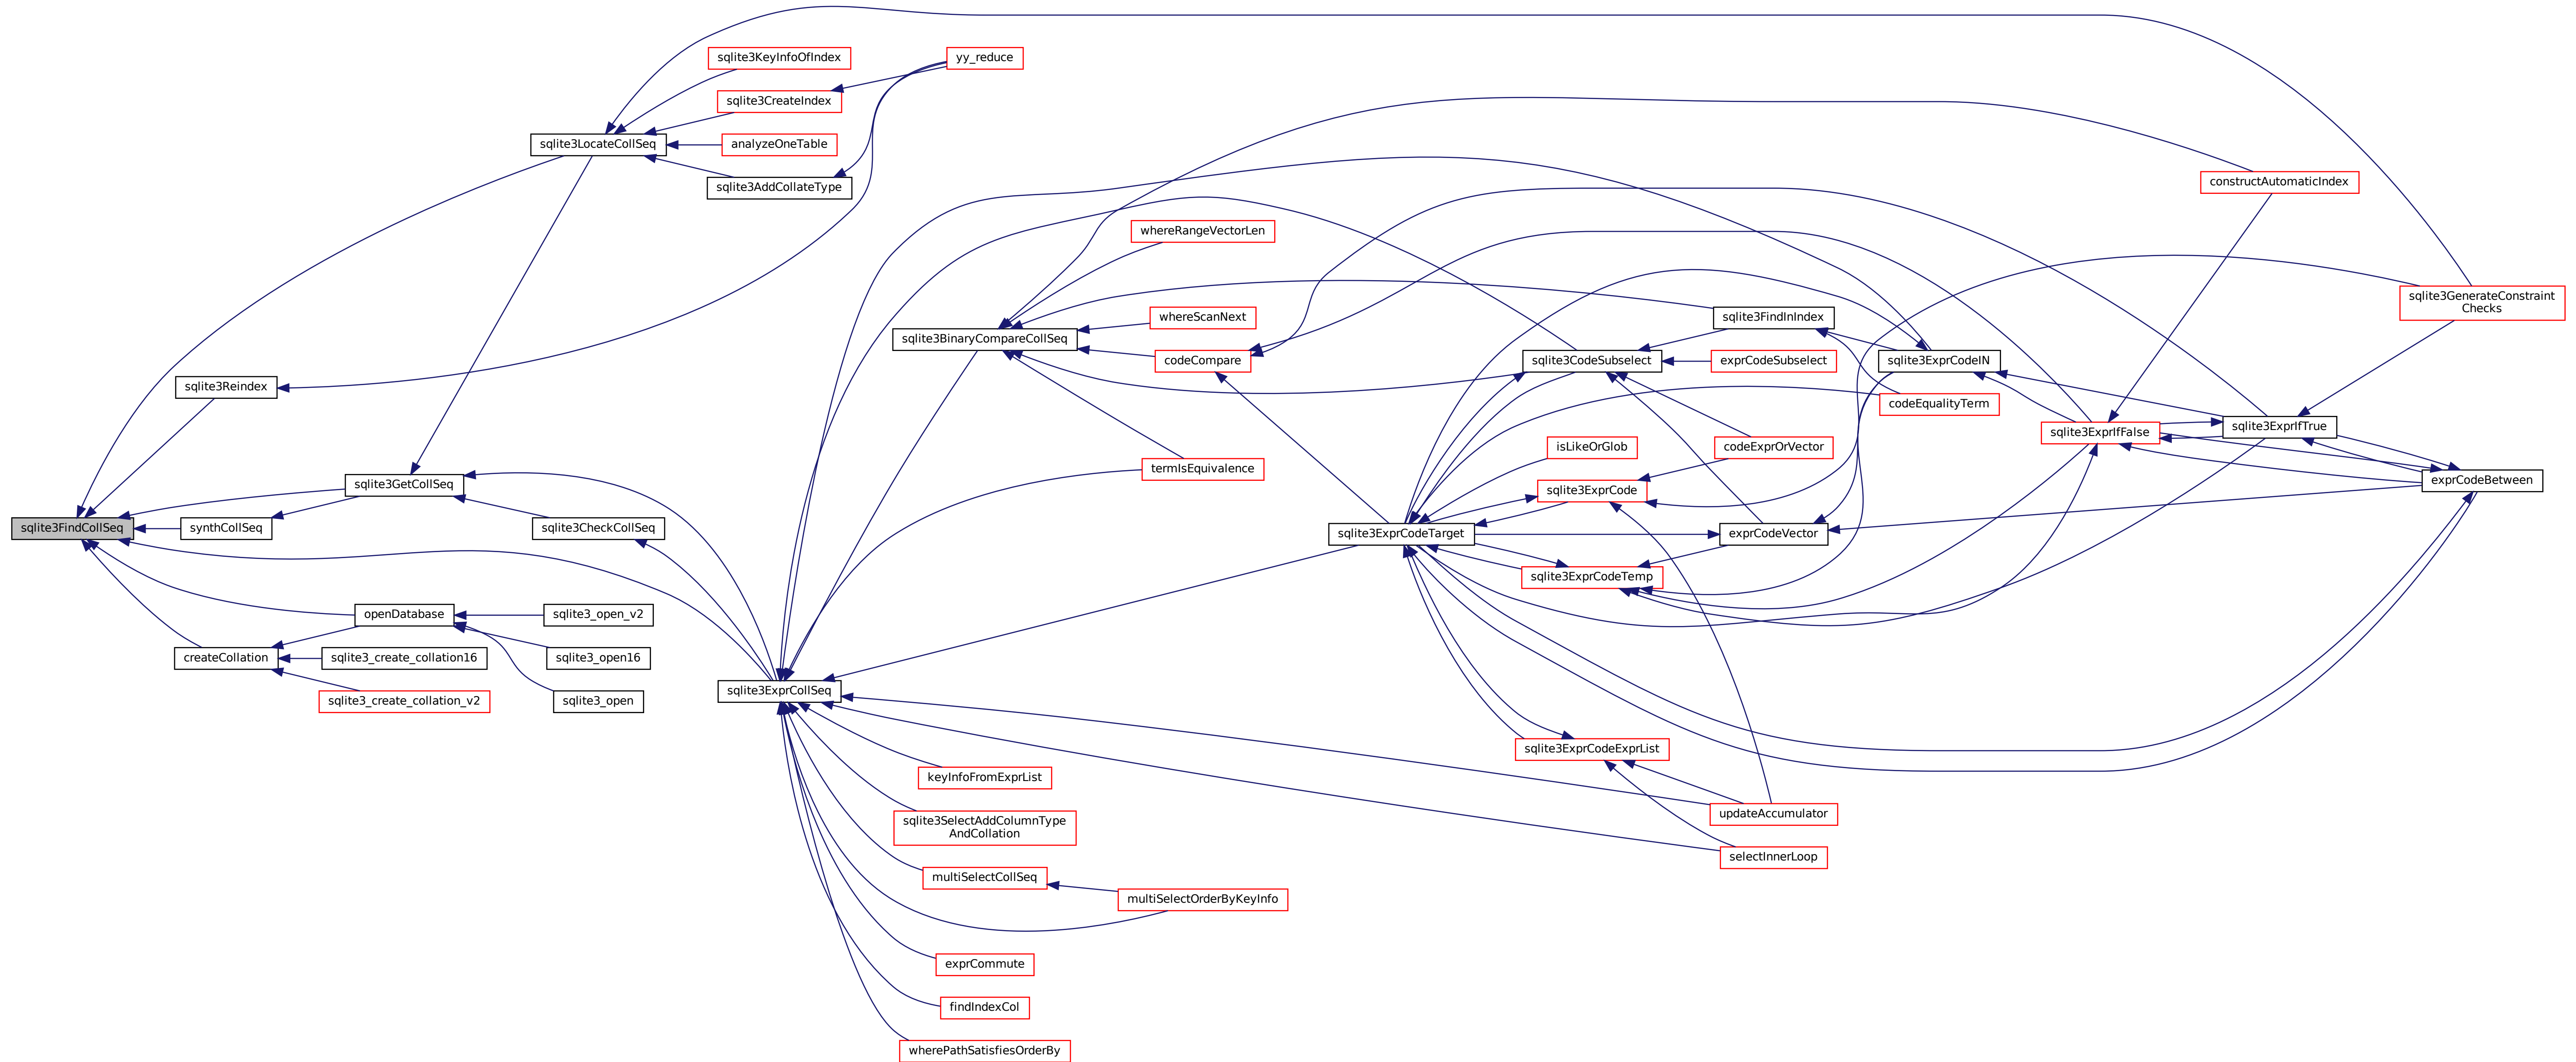 sqlite3KeyInfoOfIndex
yy_reduce
sqlite3CreateIndex
sqlite3LocateCollSeq
analyzeOneTable
sqlite3AddCollateType
constructAutomaticIndex
whereRangeVectorLen
sqlite3GenerateConstraint
Checks
whereScanNext
sqlite3FindInIndex
sqlite3BinaryCompareCollSeq
codeCompare
sqlite3CodeSubselect
exprCodeSubselect
sqlite3ExprCodeIN
sqlite3Reindex
codeEqualityTerm
sqlite3ExprIfTrue
sqlite3ExprIfFalse
isLikeOrGlob
codeExprOrVector
termIsEquivalence
exprCodeBetween
sqlite3GetCollSeq
sqlite3ExprCode
sqlite3FindCollSeq
synthCollSeq
sqlite3CheckCollSeq
sqlite3ExprCodeTarget
exprCodeVector
sqlite3ExprCodeTemp
openDatabase
sqlite3_open_v2
createCollation
sqlite3_create_collation16
sqlite3_open16
sqlite3ExprCollSeq
sqlite3_create_collation_v2
sqlite3_open
sqlite3ExprCodeExprList
keyInfoFromExprList
updateAccumulator
sqlite3SelectAddColumnType
AndCollation
selectInnerLoop
multiSelectCollSeq
multiSelectOrderByKeyInfo
exprCommute
findIndexCol
wherePathSatisfiesOrderBy